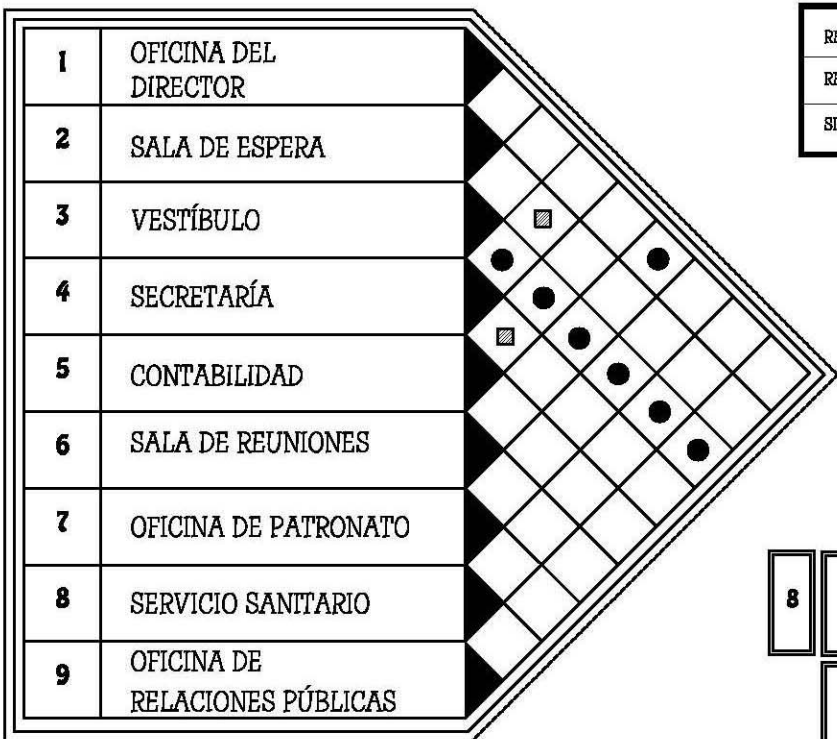 1 OFICINA DEL
DIRECTOR
2 SALA DE ESPERA
3 VESTÍBULO
4 SECRETARÍA
5 CONTABILIDAD
6 SALA DE REUNIONES
7 OFICINA DE PATRONATO
8 SERVICIO SANITARIO
9 OFICINA DE
RELACIONES PÚBLICAS
8